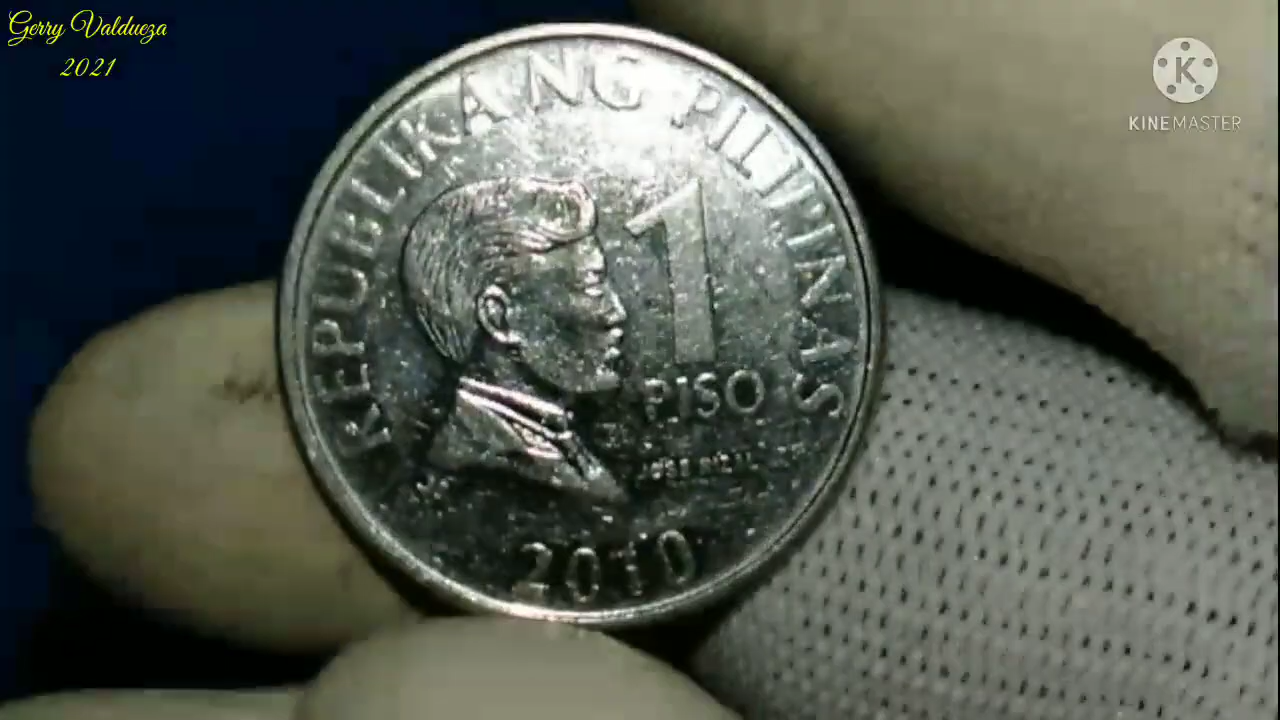 Gerry Valdueza
2021
KINEMASTER
REPUBLIKA NG PILIPINAS
1
PISO
2010